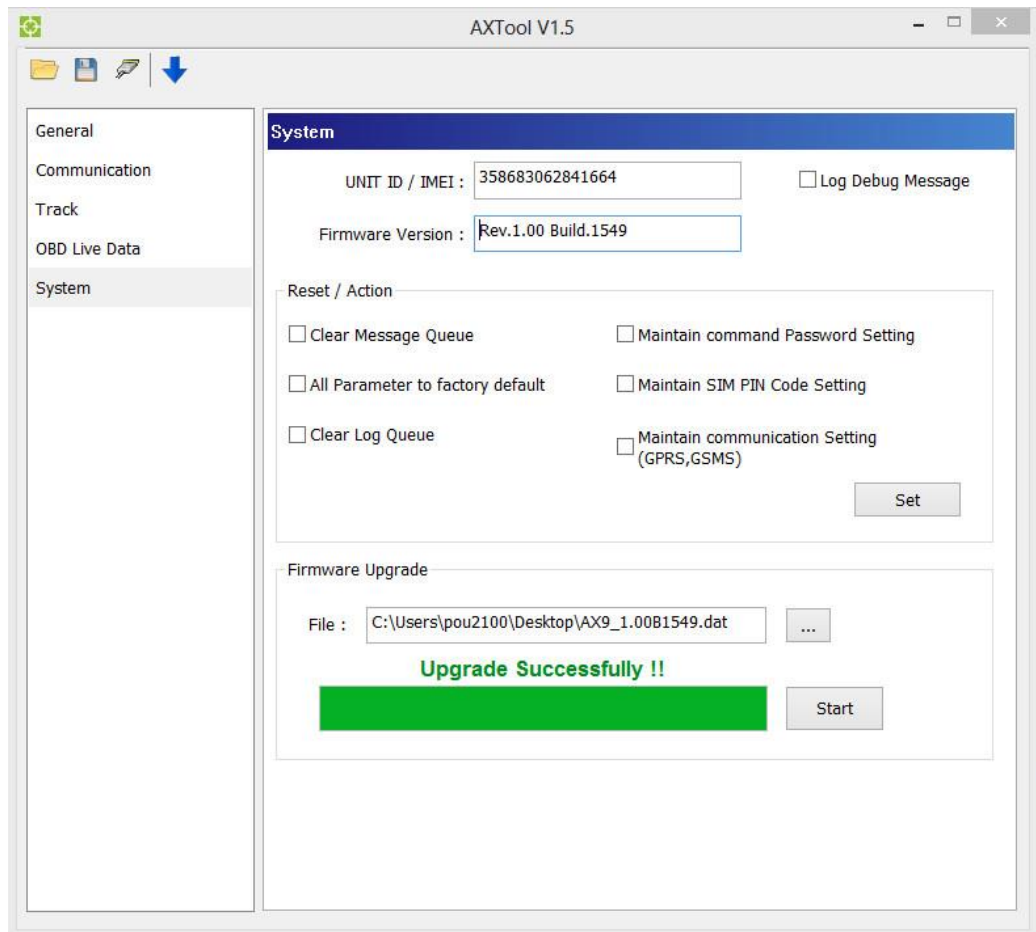 AXTool V1.5
General
Communication
Track
OBD Live Data
System
System
UNIT ID / IMEI : 358683062841664
Log Debug Message
Firmware Version : Rev.1.00 Build.1549
Reset / Action
Clear Message Queue
Maintain command Password Setting
All Parameter to factory default
Maintain SIM PIN Code Setting
Clear Log Queue
Maintain communication Setting
(GPRS,GSMS)
Set
Firmware Upgrade
File : C:\Users\pou2100\Desktop\AX9_1.00B1549.dat ...
Upgrade Successfully !!
Start